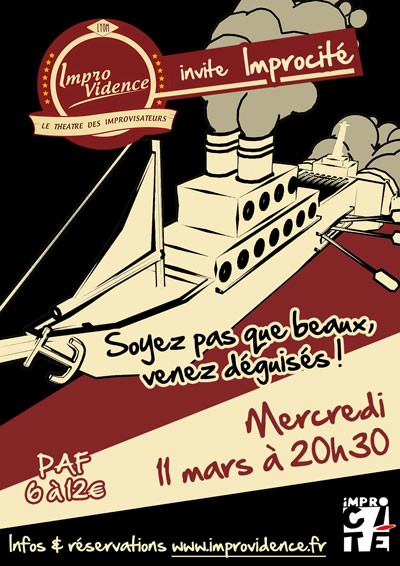 LYON
Impro
Vidence
LE THEATRE DES IMPROVISATEURS
invite Improcité
Soyez pas que beaux,
venez déguisés !
Mercredi
11 mars à 20h30
PAF
6 à 12€
iMPRO
CiTÉ
Infos & réservations www.improvidence.fr